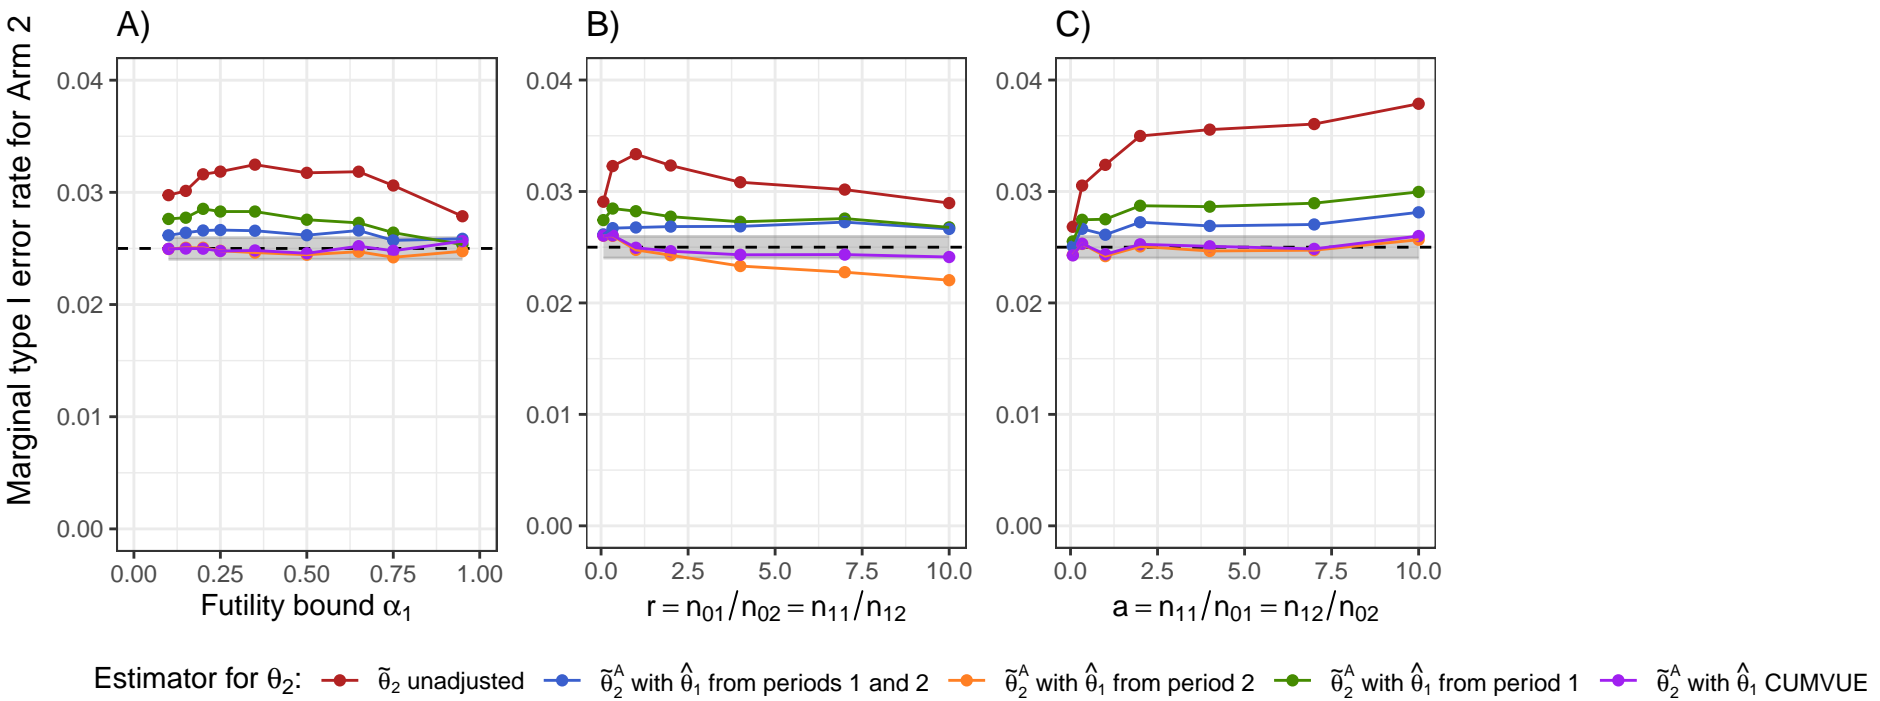 A) B) C)
Marginal type I error rate for Arm 2
0.04 0.04 0.04
0.03 0.03 0.03
0.02 0.02 0.02
0.01 0.01 0.01
0.00 0.00 0.00
0.00 0.25 0.50 0.75 1.00 0.0 2.5 5.0 7.5 10.0 0.0 2.5 5.0 7.5 10.0
Futility bound α₁ r = n₀₁/n₀₂ = n₁₁/n₁₂ a = n₁₁/n₀₁ = n₁₂/n₀₂
Estimator for θ₂: θ̃₂ unadjusted θ̃₂ᴬ with θ̂₁ from periods 1 and 2 θ̃₂ᴬ with θ̂₁ from period 2 θ̃₂ᴬ with θ̂₁ from period 1 θ̃₂ᴬ with θ̂₁ CUMVUE